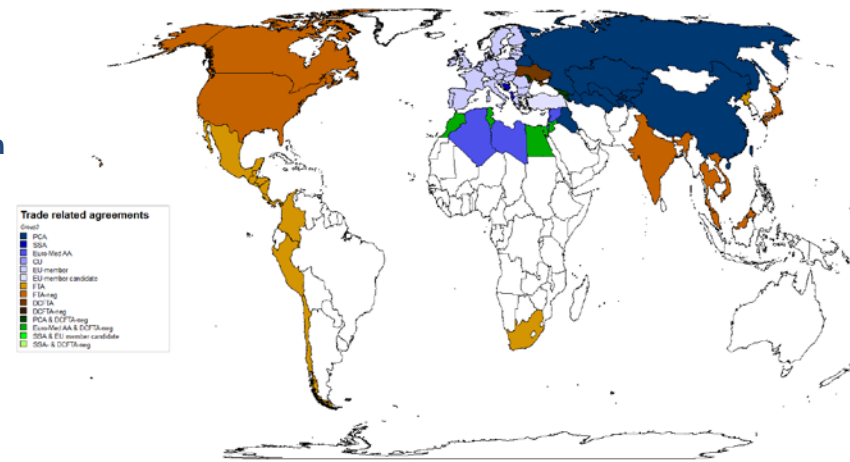 n
Trade related agreements
Group2
PCA
SSA
Euro-Med AA
CU
EU-member
EU-member candidate
FTA
FTA-neg
DCFTA
DCFTA-neg
PCA & DCFTA-neg
Euro-Med AA & DCFTA-neg
SSA & EU member candidate
SSA- & DCFTA-neg